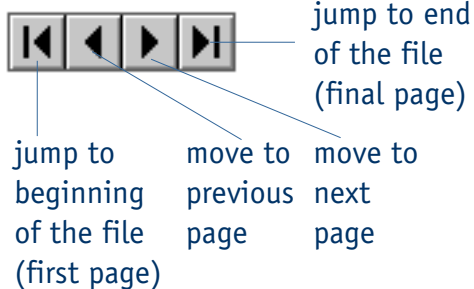 jump to end
of the file
(final page)
jump to
beginning
of the file
(first page)
move to
previous
page
move to
next
page